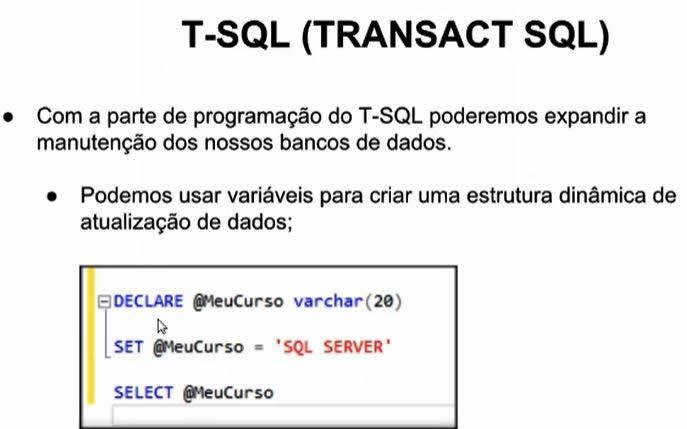 T-SQL (TRANSACT SQL)
Com a parte de programação do T-SQL poderemos expandir a
manutenção dos nossos bancos de dados.
Podemos usar variáveis para criar uma estrutura dinâmica de
atualização de dados;
DECLARE @MeuCurso varchar(20)
SET @MeuCurso = 'SQL SERVER'
SELECT @MeuCurso